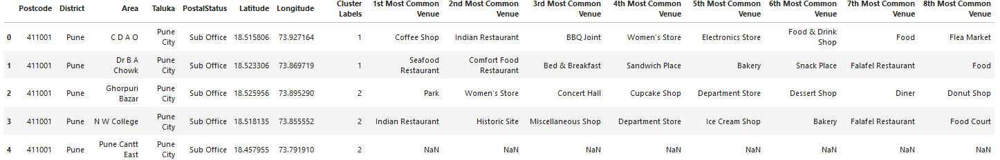 Postcode District Area Taluka PostalStatus Latitude Longitude Cluster Labels 1st Most Common Venue 2nd Most Common Venue 3rd Most Common Venue 4th Most Common Venue 5th Most Common Venue 6th Most Common Venue 7th Most Common Venue 8th Most Common Venue
0 411001 Pune C D A O Pune City Sub Office 18.515806 73.927164 1 Coffee Shop Indian Restaurant BBQ Joint Women's Store Electronics Store Food & Drink Shop Food Flea Market
1 411001 Pune Dr B A Chowk Pune City Sub Office 18.523306 73.869719 1 Seafood Restaurant Comfort Food Restaurant Bed & Breakfast Sandwich Place Bakery Snack Place Falafel Restaurant Food
2 411001 Pune Ghorpuri Bazar Pune City Sub Office 18.525956 73.895290 2 Park Women's Store Concert Hall Cupcake Shop Department Store Dessert Shop Diner Donut Shop
3 411001 Pune N W College Pune City Sub Office 18.518135 73.855552 2 Indian Restaurant Historic Site Miscellaneous Shop Department Store Ice Cream Shop Bakery Falafel Restaurant Food Court
4 411001 Pune Pune Cantt East Pune City Sub Office 18.457955 73.791910 2 NaN NaN NaN NaN NaN NaN NaN NaN